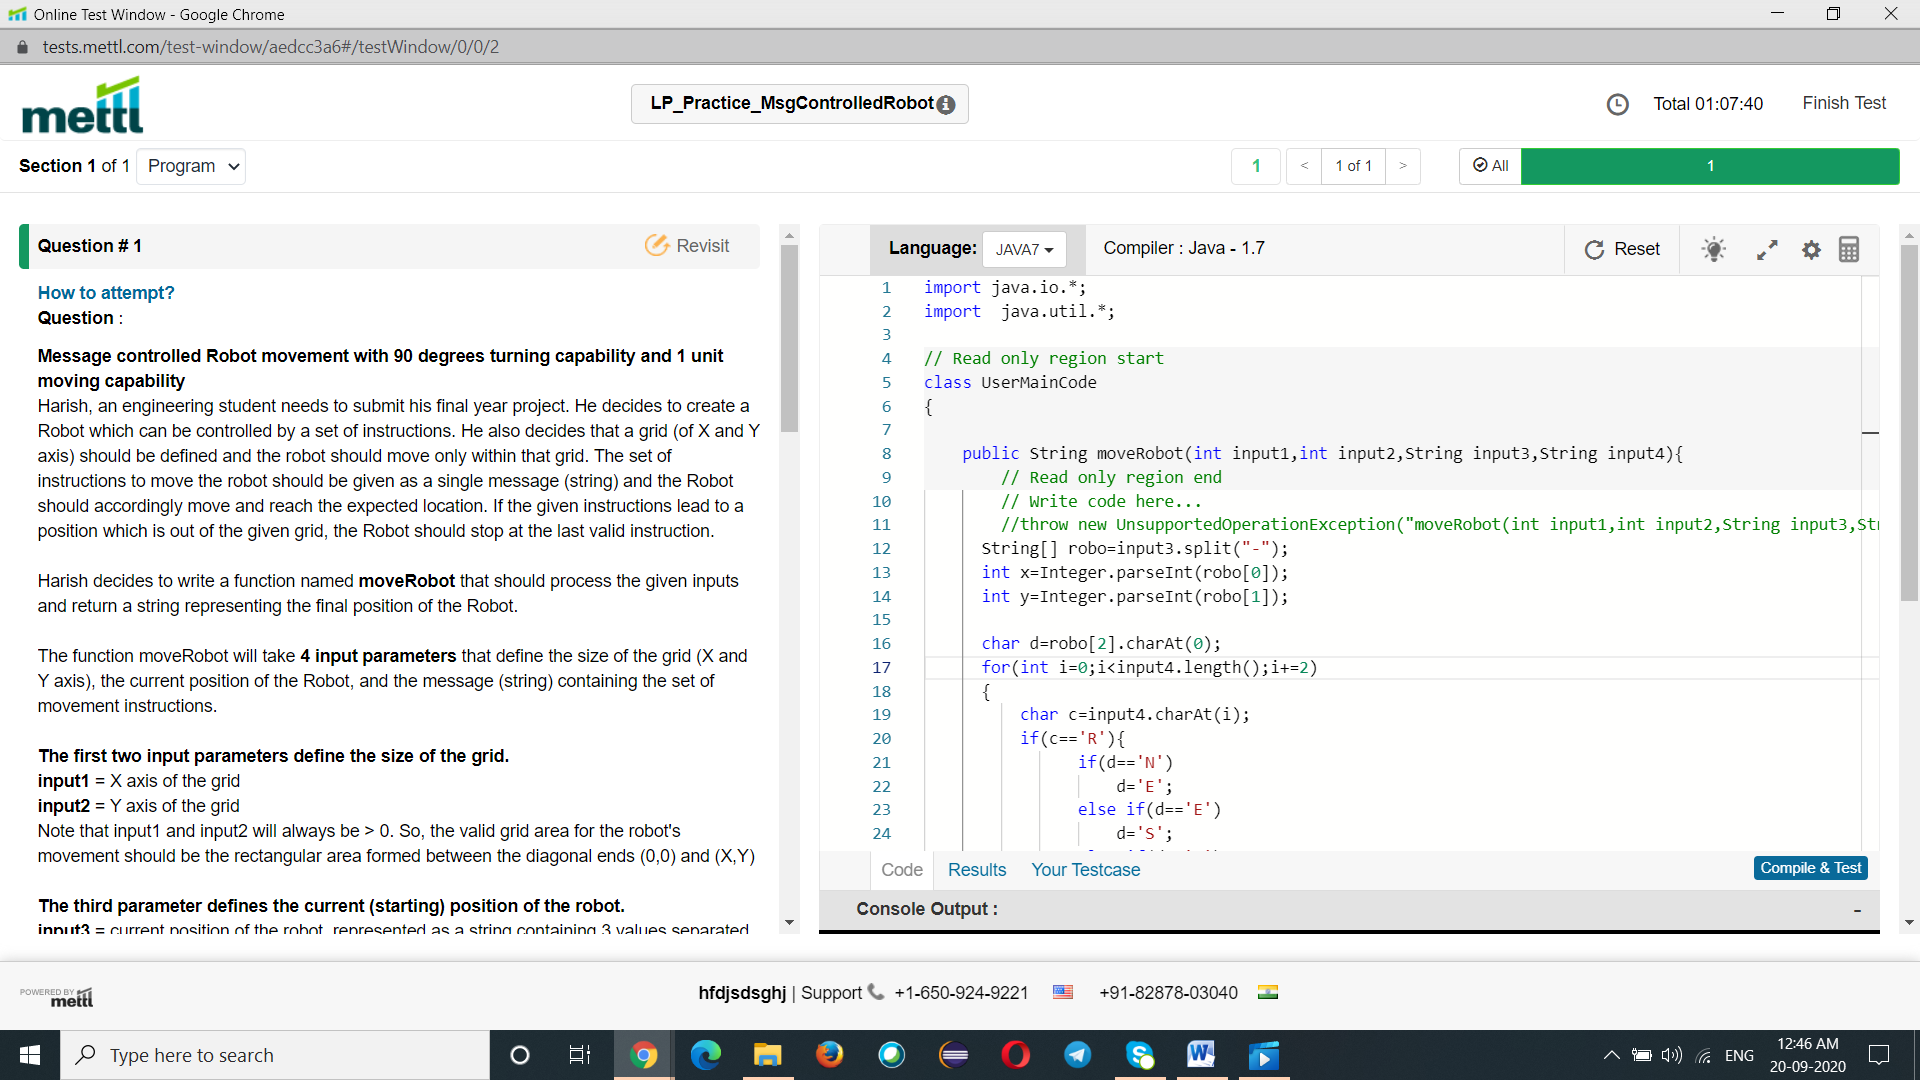 Online Test Window - Google Chrome
tests.mettl.com/test-window/aedcc3a6#/testWindow/0/0/2
mettl
LP_Practice_MsgControlledRobot
Total 01:07:40
Finish Test
Section 1 of 1
Program
1
<
1 of 1
>
All
1
Question # 1
Revisit
How to attempt?
Question :
Message controlled Robot movement with 90 degrees turning capability and 1 unit
moving capability
Harish, an engineering student needs to submit his final year project. He decides to create a
Robot which can be controlled by a set of instructions. He also decides that a grid (of X and Y
axis) should be defined and the robot should move only within that grid. The set of
instructions to move the robot should be given as a single message (string) and the Robot
should accordingly move and reach the expected location. If the given instructions lead to a
position which is out of the given grid, the Robot should stop at the last valid instruction.
Harish decides to write a function named moveRobot that should process the given inputs
and return a string representing the final position of the Robot.
The function moveRobot will take 4 input parameters that define the size of the grid (X and
Y axis), the current position of the Robot, and the message (string) containing the set of
movement instructions.
The first two input parameters define the size of the grid.
input1 = X axis of the grid
input2 = Y axis of the grid
Note that input1 and input2 will always be > 0. So, the valid grid area for the robot's
movement should be the rectangular area formed between the diagonal ends (0,0) and (X,Y)
The third parameter defines the current (starting) position of the robot.
input3 = current position of the robot, represented as a string containing 3 values separated
Language: JAVA7
Compiler : Java - 1.7
Reset
1 import java.io.*;
2 import  java.util.*;
3
4 // Read only region start
5 class UserMainCode
6 {
7
8 public String moveRobot(int input1,int input2,String input3,String input4){
9 // Read only region end
10 // Write code here...
11 //throw new UnsupportedOperationException("moveRobot(int input1,int input2,String input3,St
12 String[] robo=input3.split("-");
13 int x=Integer.parseInt(robo[0]);
14 int y=Integer.parseInt(robo[1]);
15
16 char d=robo[2].charAt(0);
17 for(int i=0;i<input4.length();i+=2)
18 {
19 char c=input4.charAt(i);
20 if(c=='R'){
21 if(d=='N')
22 d='E';
23 else if(d=='E')
24 d='S';
Code
Results
Your Testcase
Compile & Test
Console Output :
-
POWERED BY mettl
hfdjsdsghj | Support +1-650-924-9221 +91-82878-03040
Type here to search
ENG
12:46 AM
20-09-2020